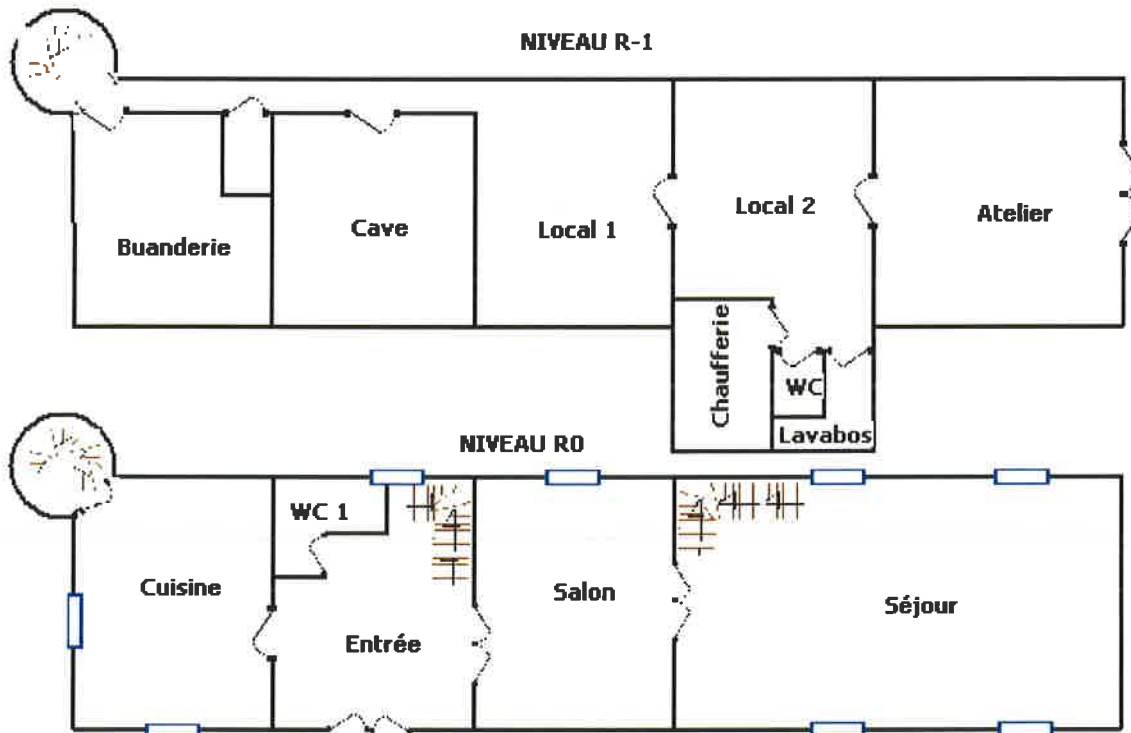 NIVEAU R-1
Buanderie
Cave
Local 1
Local 2
Atelier
Chaufferie
WC
Lavabos
NIVEAU R0
Cuisine
WC 1
Entrée
Salon
Séjour